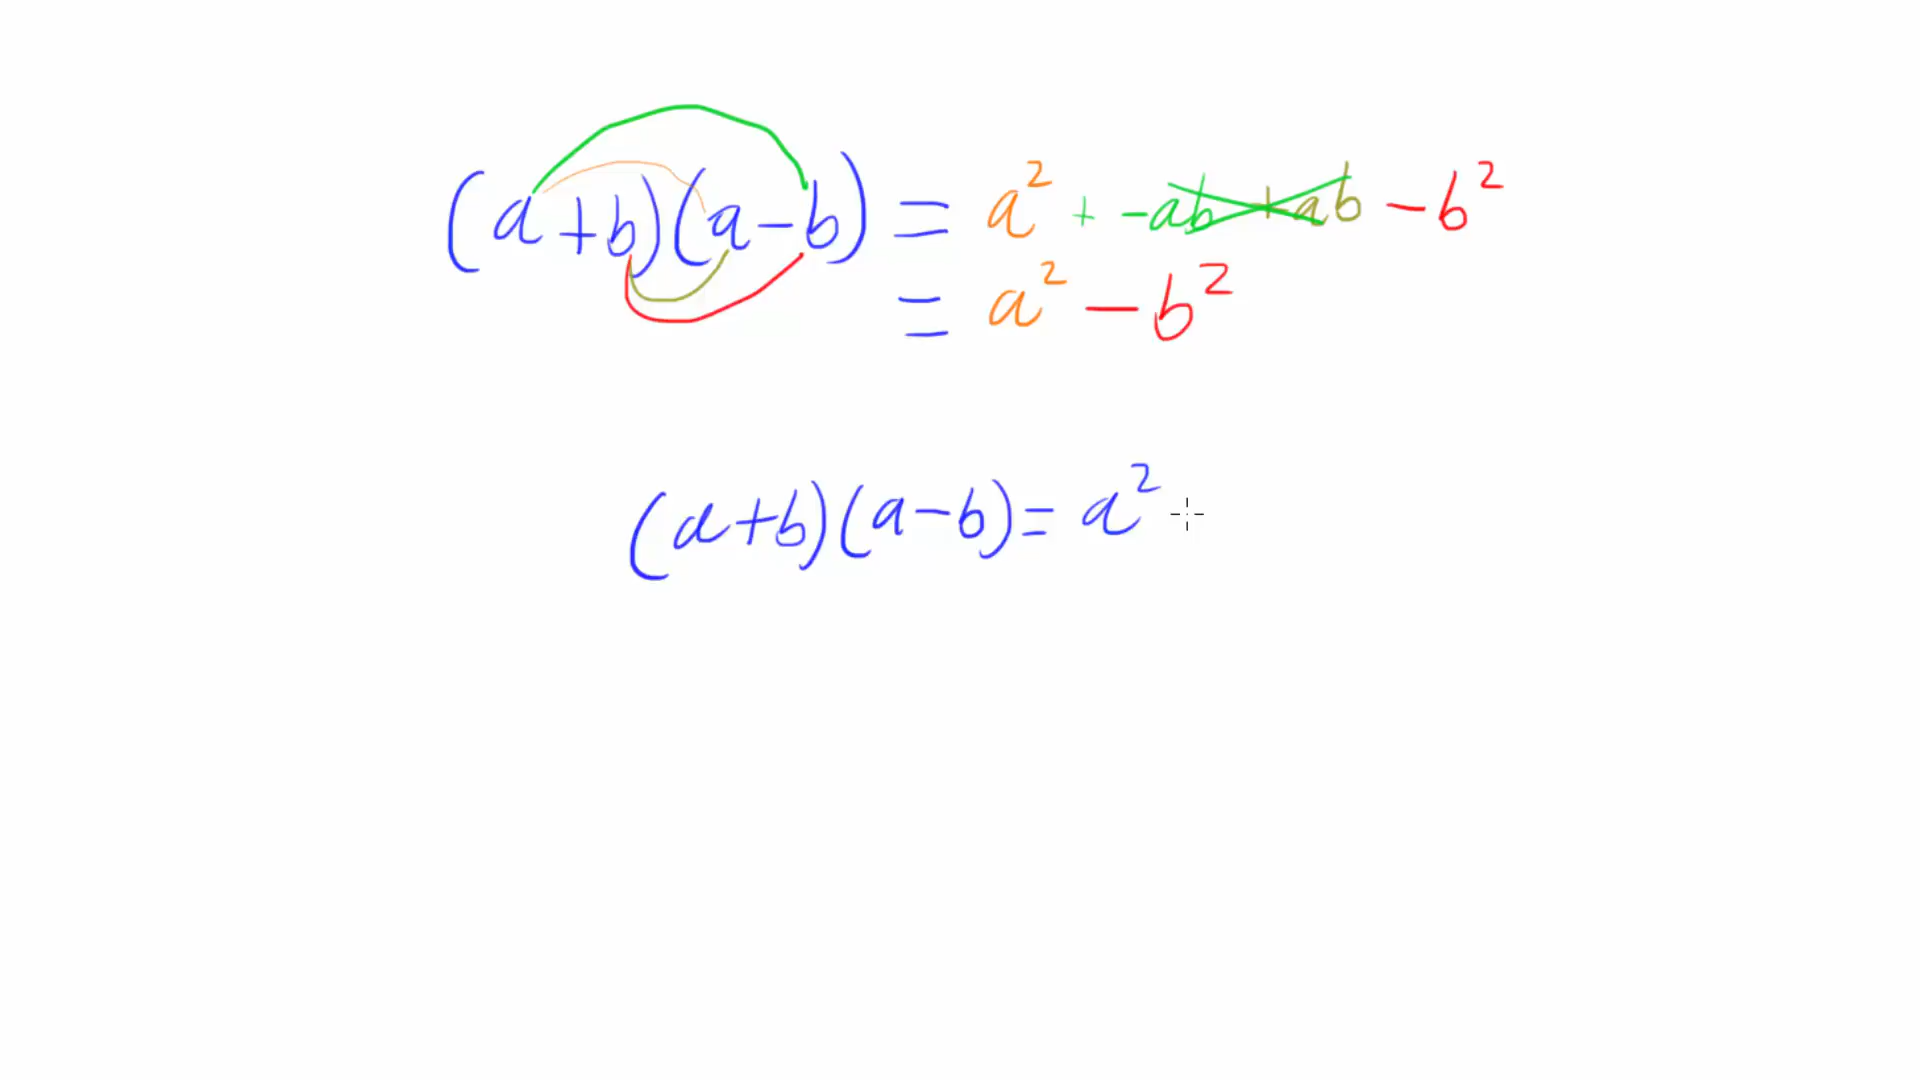 (a+b)(a-b) = a² + -ab +ab -b²
= a² - b²
(a+b)(a-b) = a²